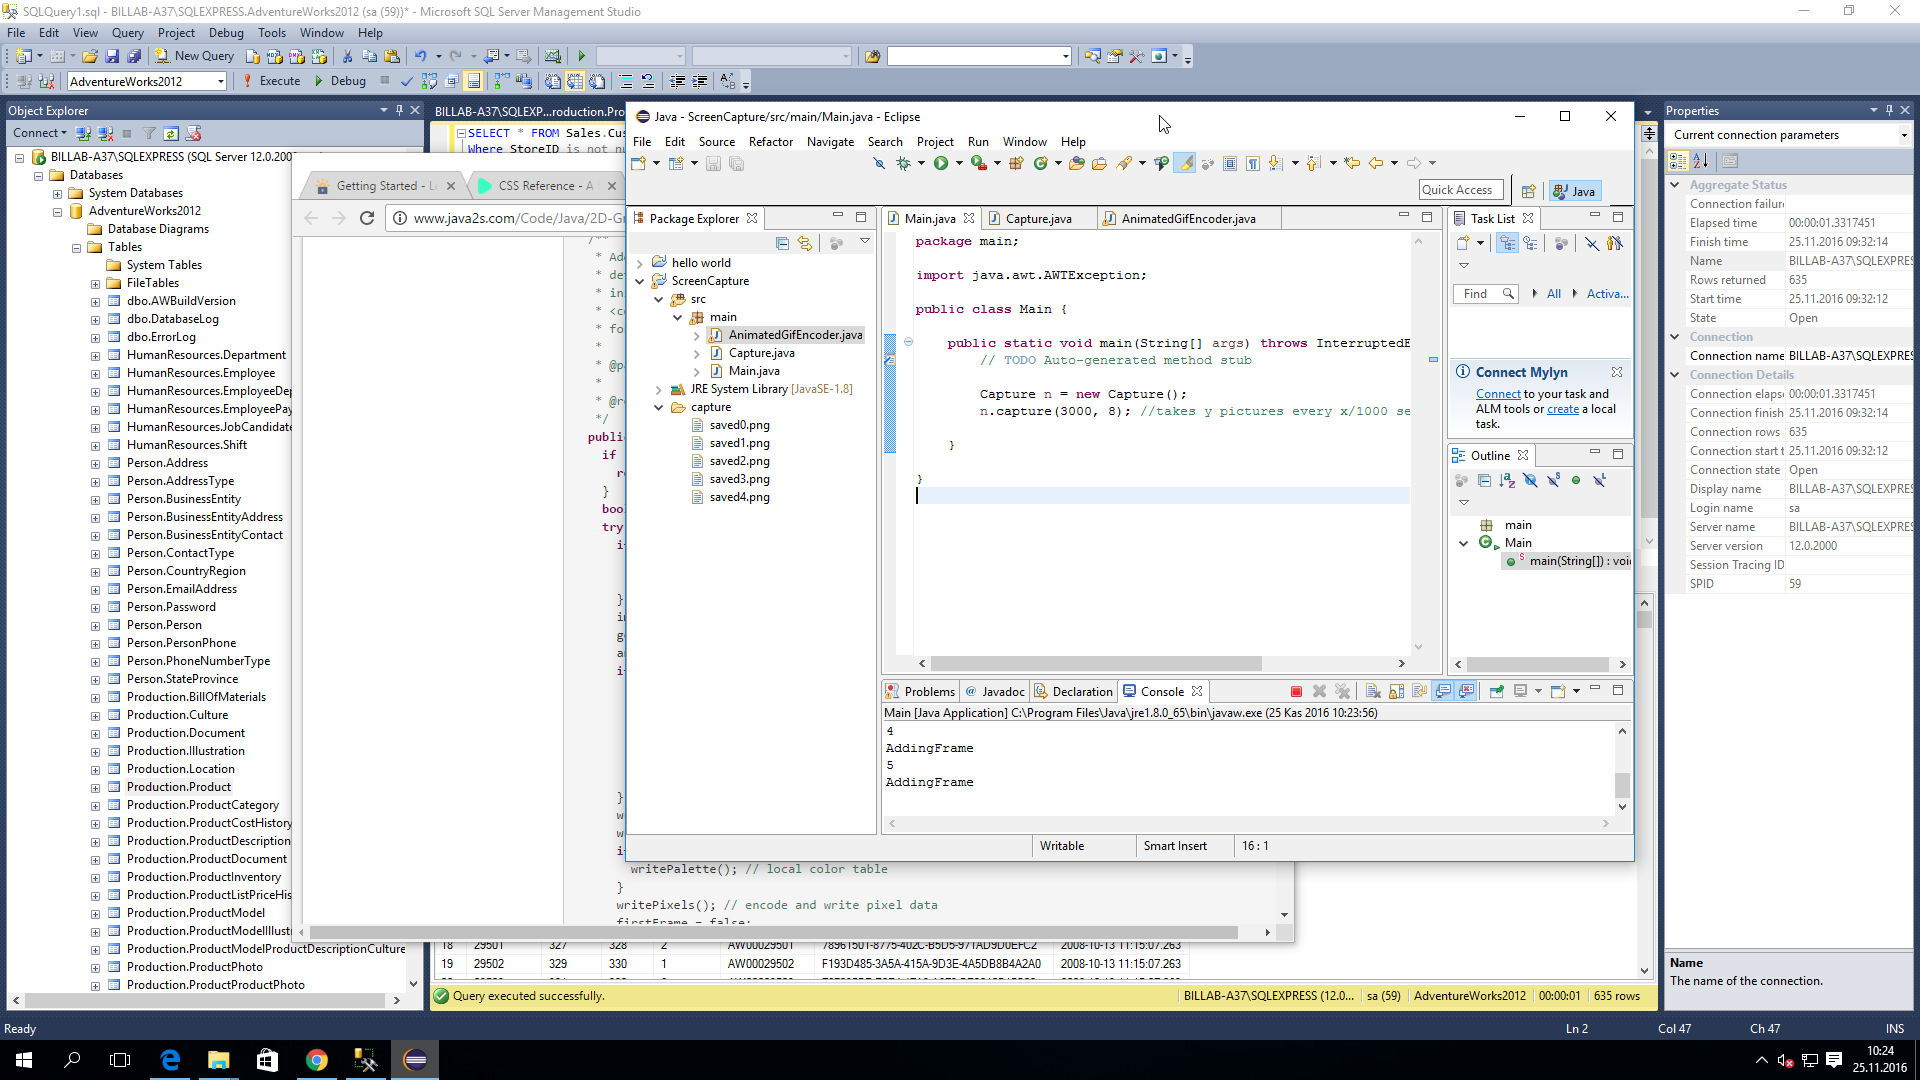 SQLQuery1.sql - BILLAB-A37\SQLEXPRESS.AdventureWorks2012 (sa (59))* - Microsoft SQL Server Management Studio
File Edit View Query Project Debug Tools Window Help
New Query
AdventureWorks2012 Execute Debug
Object Explorer
Connect
BILLAB-A37\SQLEXPRESS (SQL Server 12.0.200
Databases
System Databases
AdventureWorks2012
Database Diagrams
Tables
System Tables
FileTables
dbo.AWBuildVersion
dbo.DatabaseLog
dbo.ErrorLog
HumanResources.Department
HumanResources.Employee
HumanResources.EmployeeDep
HumanResources.EmployeePay
HumanResources.JobCandidate
HumanResources.Shift
Person.Address
Person.AddressType
Person.BusinessEntity
Person.BusinessEntityAddress
Person.BusinessEntityContact
Person.ContactType
Person.CountryRegion
Person.EmailAddress
Person.Password
Person.Person
Person.PersonPhone
Person.PhoneNumberType
Person.StateProvince
Production.BillOfMaterials
Production.Culture
Production.Document
Production.Illustration
Production.Location
Production.Product
Production.ProductCategory
Production.ProductCostHistory
Production.ProductDescription
Production.ProductDocument
Production.ProductInventory
Production.ProductListPriceHis
Production.ProductModel
Production.ProductModelIllustr
Production.ProductModelProductDescriptionCulture
Production.ProductPhoto
Production.ProductProductPhoto
BILLAB-A37\SQLEXP...roduction.Pro
SELECT * FROM Sales.Cus
Where StoreID is not nu
Getting Started - Le
CSS Reference - A
www.java2s.com/Code/Java/2D-Gr
/**
* Ad
* de
* in
* <c
* fo
*
* @p
*
* @r
*/
public
if
re
}
bool
try
i
}
in
ge
an
i
}
w
w
i
writePalette(); // local color table
}
writePixels(); // encode and write pixel data
firstFrame = false;
Java - ScreenCapture/src/main/Main.java - Eclipse
File Edit Source Refactor Navigate Search Project Run Window Help
Quick Access
Java
Package Explorer
hello world
ScreenCapture
src
main
AnimatedGifEncoder.java
Capture.java
Main.java
JRE System Library [JavaSE-1.8]
capture
saved0.png
saved1.png
saved2.png
saved3.png
saved4.png
Main.java Capture.java AnimatedGifEncoder.java
package main;
import java.awt.AWTException;
public class Main {
public static void main(String[] args) throws InterruptedE
// TODO Auto-generated method stub
Capture n = new Capture();
n.capture(3000, 8); //takes y pictures every x/1000 se
}
}
Task List
Find All Activa...
Connect Mylyn
Connect to your task and
ALM tools or create a local
task.
Outline
main
Main
main(String[]) : voi
Problems Javadoc Declaration Console
Main [Java Application] C:\Program Files\Java\jre1.8.0_65\bin\javaw.exe (25 Kas 2016 10:23:56)
4
AddingFrame
5
AddingFrame
Writable Smart Insert 16 : 1
18 29501 327 328 2 AW00029501 78961501-8775-402C-B5D5-971AD9D0EFC2 2008-10-13 11:15:07.263
19 29502 329 330 1 AW00029502 F193D485-3A5A-415A-9D3E-4A5DB8B4A2A0 2008-10-13 11:15:07.263
Query executed successfully. BILLAB-A37\SQLEXPRESS (12.0... sa (59) AdventureWorks2012 00:00:01 635 rows
Properties
Current connection parameters
Aggregate Status
Connection failure
Elapsed time 00:00:01.3317451
Finish time 25.11.2016 09:32:14
Name BILLAB-A37\SQLEXPRES
Rows returned 635
Start time 25.11.2016 09:32:12
State Open
Connection
Connection name BILLAB-A37\SQLEXPRES
Connection Details
Connection elapse 00:00:01.3317451
Connection finish 25.11.2016 09:32:14
Connection rows 635
Connection start t 25.11.2016 09:32:12
Connection state Open
Display name BILLAB-A37\SQLEXPRES
Login name sa
Server name BILLAB-A37\SQLEXPRES
Server version 12.0.2000
Session Tracing ID
SPID 59
Name
The name of the connection.
Ready Ln 2 Col 47 Ch 47 INS
10:24
25.11.2016